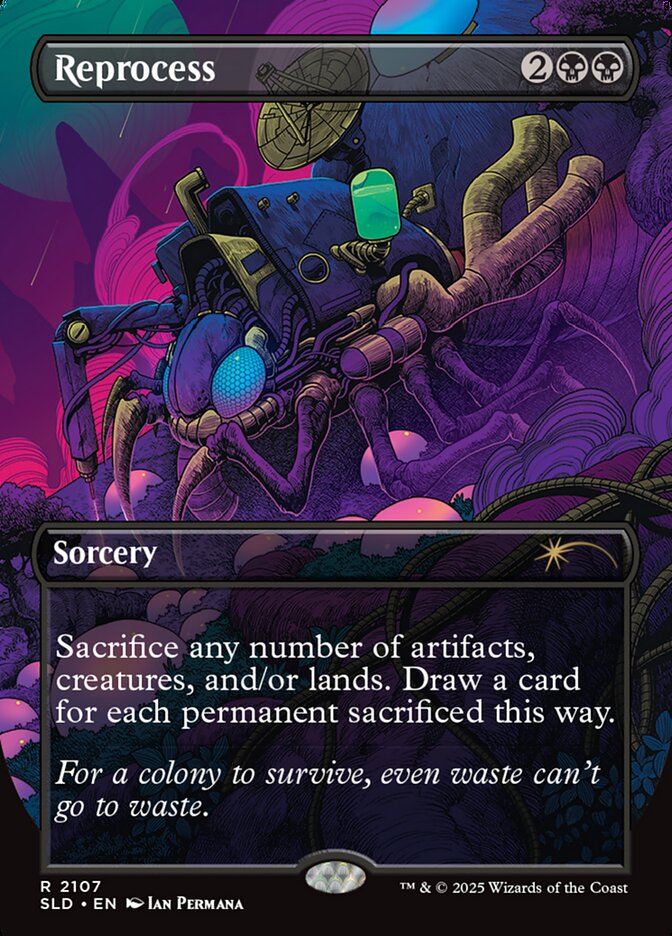 Reprocess 2
Sorcery
Sacrifice any number of artifacts,
creatures, and/or lands. Draw a card
for each permanent sacrificed this way.
For a colony to survive, even waste can't
go to waste.
R 2107
SLD • EN Ian Permana
™ & © 2025 Wizards of the Coast